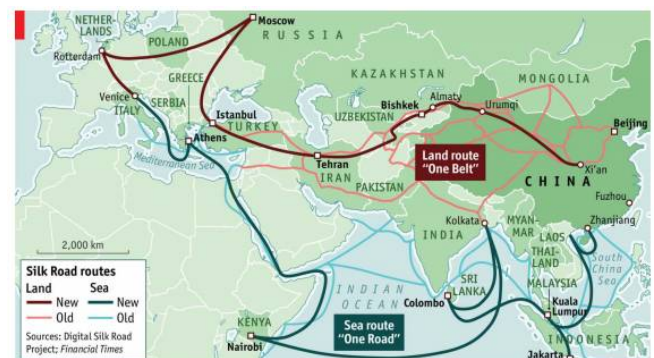 NETHER-
LANDS
Moscow
RUSSIA
Rotterdam
POLAND
KAZAKHSTAN
MONGOLIA
Venice
ITALY
SERBIA
GREECE
Istanbul
TURKEY
UZBEKISTAN
Bishkek
Almaty
Urumqi
Beijing
Athens
Mediterranean Sea
Tehran
IRAN
PAKISTAN
Land route
"One Belt"
Xi'an
CHINA
Fuzhou
Zhanjiang
Kolkata
INDIA
MYAN-
MAR
LAOS
THAI-
LAND
South
China
Sea
2,000 km
Silk Road routes
Land
Sea
New
New
Old
Old
Sources: Digital Silk Road
Project; Financial Times
INDIAN
OCEAN
SRI
LANKA
Colombo
MALAYSIA
Kuala
Lumpur
KENYA
Nairobi
Sea route
"One Road"
INDONESIA
Jakarta